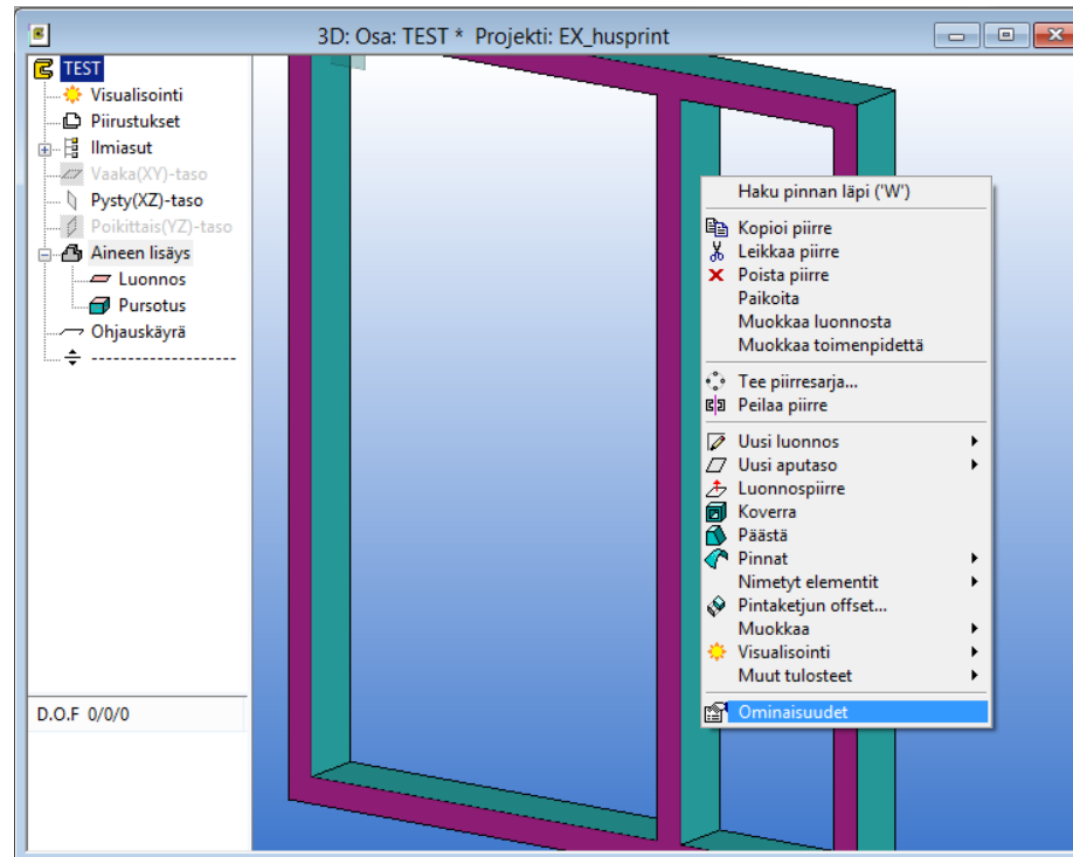 3D: Osa: TEST * Projekti: EX_husprint
TEST
Visualisointi
Piirustukset
Ilmiasut
Vaaka(XY)-taso
Pysty(XZ)-taso
Poikittais(YZ)-taso
Aineen lisäys
Luonnos
Pursotus
Ohjauskäyrä
--------------------
D.O.F 0/0/0
Haku pinnan läpi ('W')
Kopioi piirre
Leikkaa piirre
Poista piirre
Paikoita
Muokkaa luonnosta
Muokkaa toimenpidettä
Tee piirresarja...
Peilaa piirre
Uusi luonnos
Uusi aputaso
Luonnospiirre
Koverra
Päästä
Pinnat
Nimetyt elementit
Pintaketjun offset...
Muokkaa
Visualisointi
Muut tulosteet
Ominaisuudet